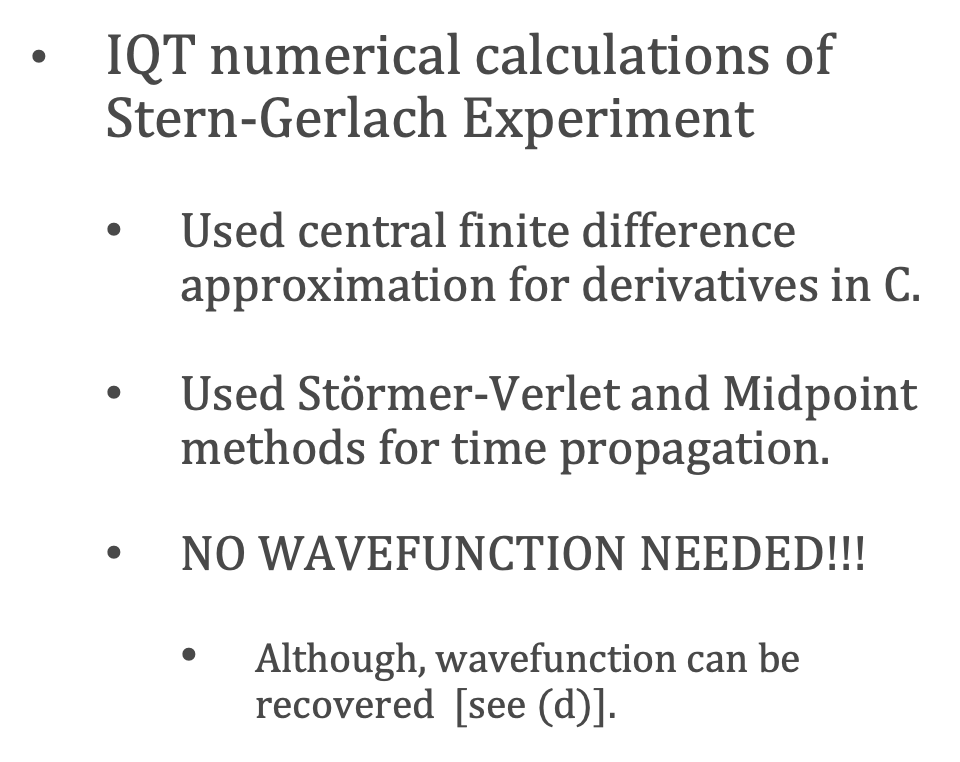 • IQT numerical calculations of
Stern-Gerlach Experiment
• Used central finite difference
approximation for derivatives in C.
• Used Störmer-Verlet and Midpoint
methods for time propagation.
• NO WAVEFUNCTION NEEDED!!!
• Although, wavefunction can be
recovered  [see (d)].